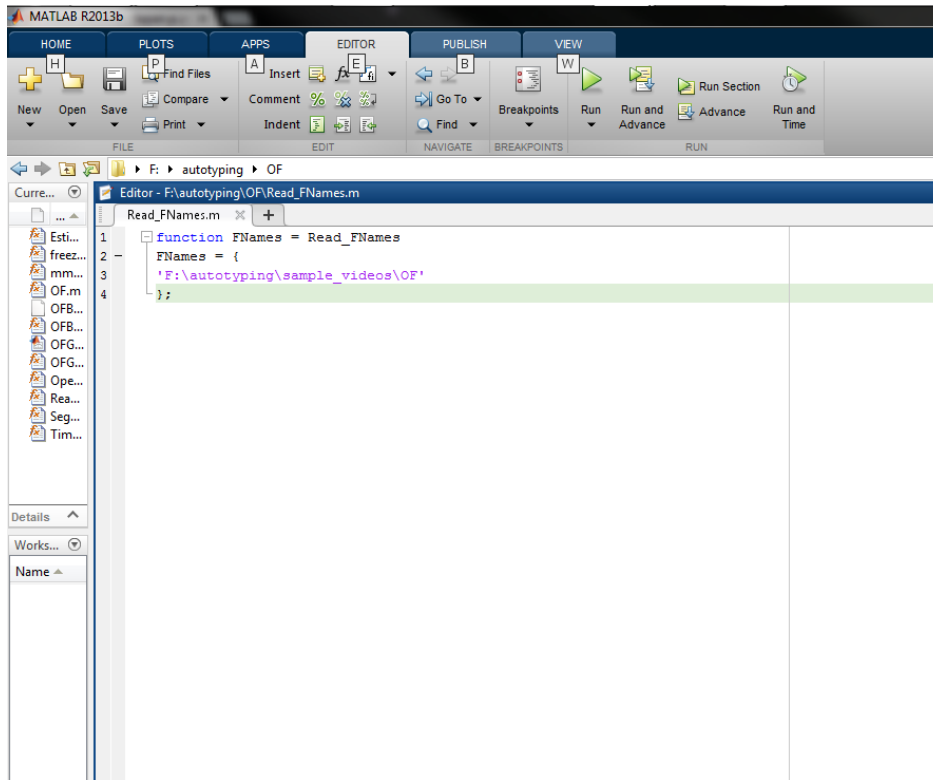 MATLAB R2013b
HOME PLOTS APPS EDITOR PUBLISH VIEW
H P A E B W
Find Files Insert fx
Compare Comment Go To
Print Indent Find
New Open Save Breakpoints Run Run and Advance Run Section Advance Run and Time
FILE EDIT NAVIGATE BREAKPOINTS RUN
F: autotyping OF
Curre... Editor - F:\autotyping\OF\Read_FNames.m
... Read_FNames.m +
Esti...
freez...
mm...
OF.m
OFB...
OFB...
OFG...
OFG...
Ope...
Rea...
Seg...
Tim...
1 function FNames = Read_FNames
2 – FNames = {
3 'F:\autotyping\sample_videos\OF'
4 };
Details
Works...
Name